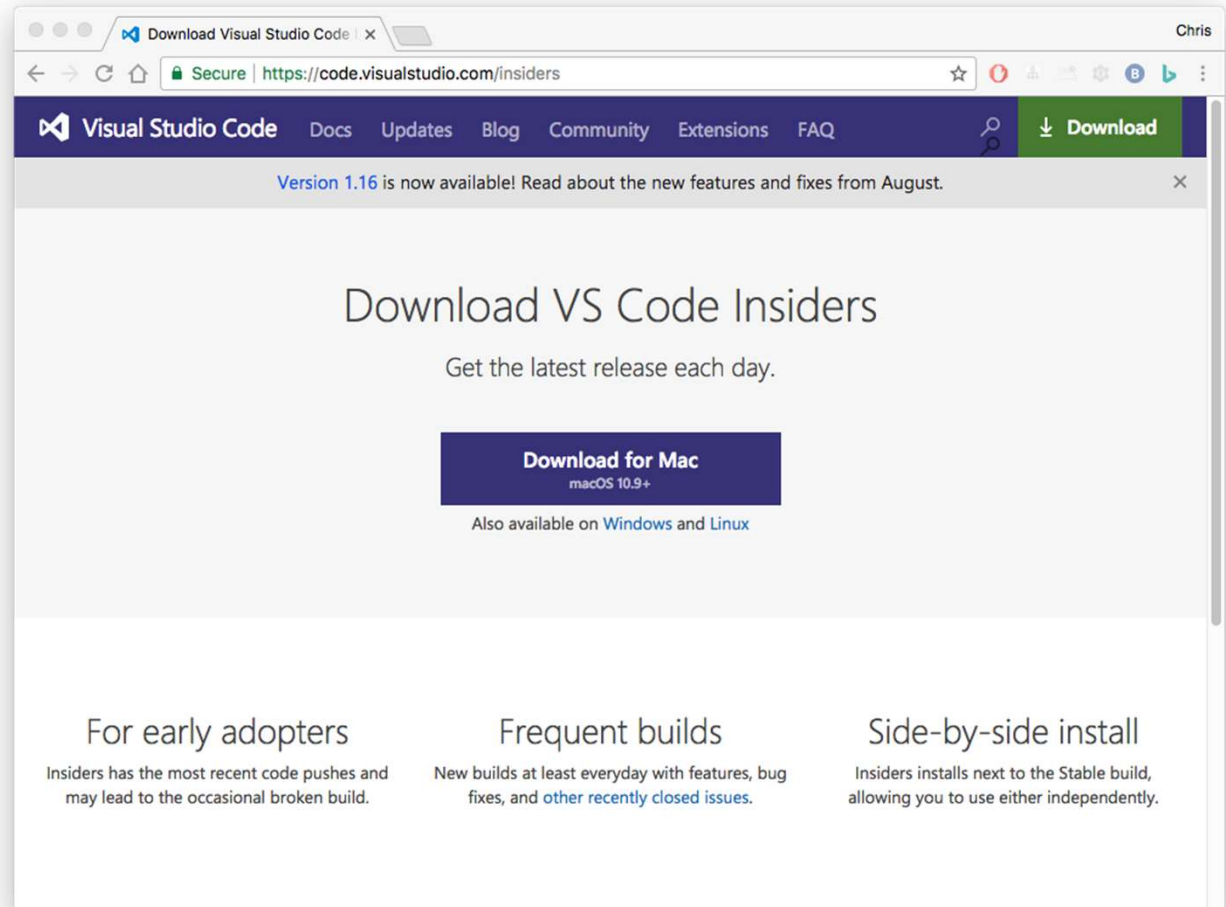 Download Visual Studio Code
Chris
Secure | https://code.visualstudio.com/insiders
Visual Studio Code Docs Updates Blog Community Extensions FAQ Download
Version 1.16 is now available! Read about the new features and fixes from August.
Download VS Code Insiders
Get the latest release each day.
Download for Mac
macOS 10.9+
Also available on Windows and Linux
For early adopters
Insiders has the most recent code pushes and
may lead to the occasional broken build.
Frequent builds
New builds at least everyday with features, bug
fixes, and other recently closed issues.
Side-by-side install
Insiders installs next to the Stable build,
allowing you to use either independently.